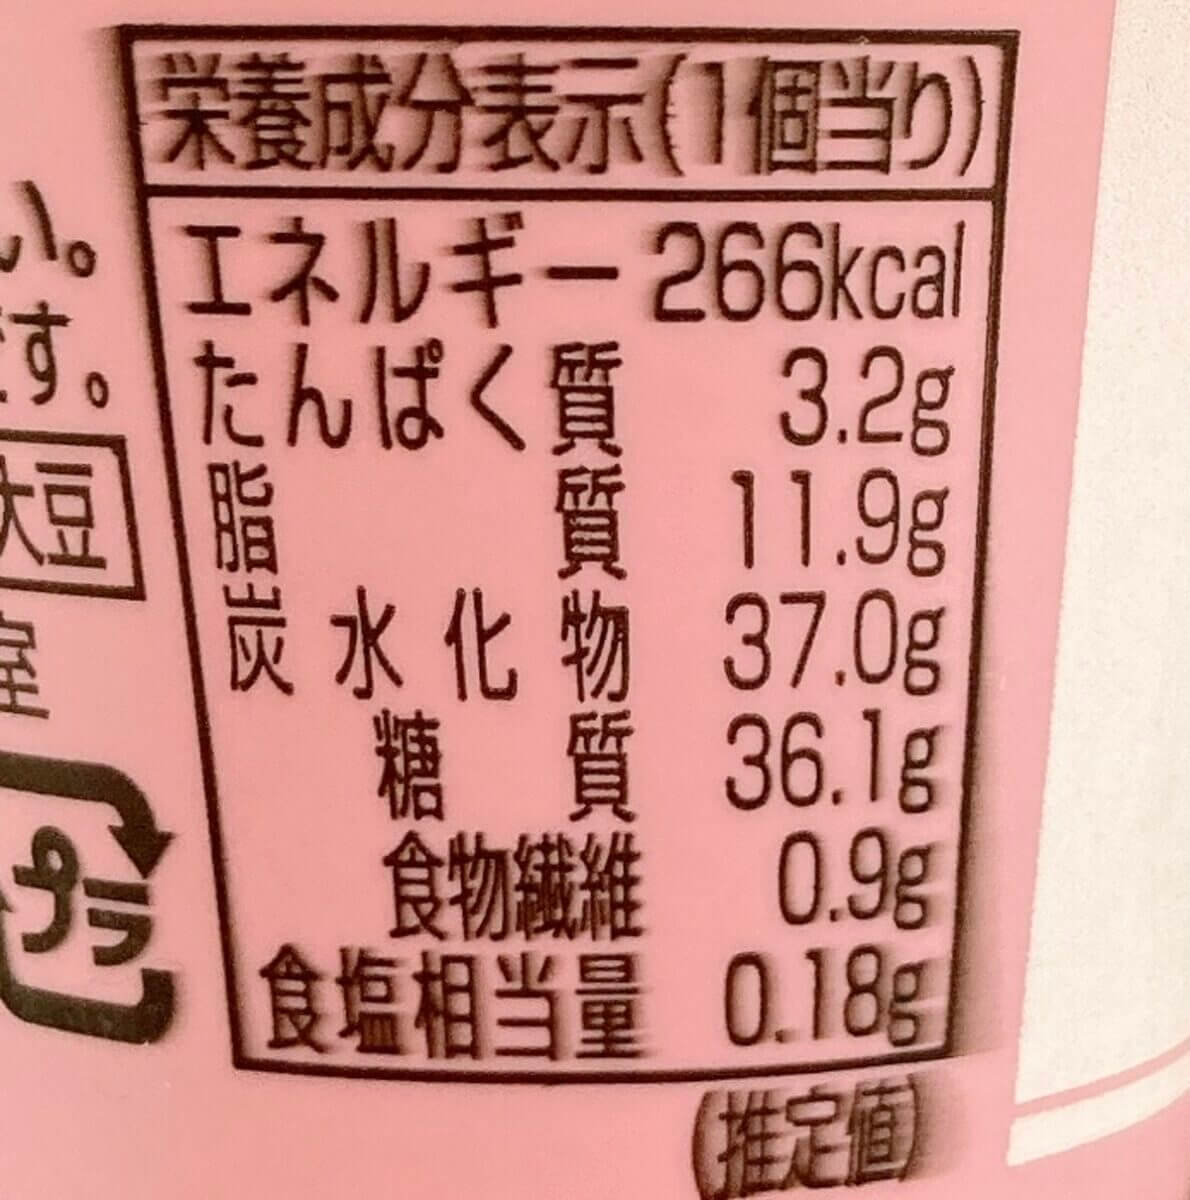 い。
です。
大豆
室
プラ
栄養成分表示(1個当り)
エネルギー 266kcal
たんぱく質 3.2g
脂質 11.9g
炭水化物 37.0g
糖質 36.1g
食物繊維 0.9g
食塩相当量 0.18g
(推定値)